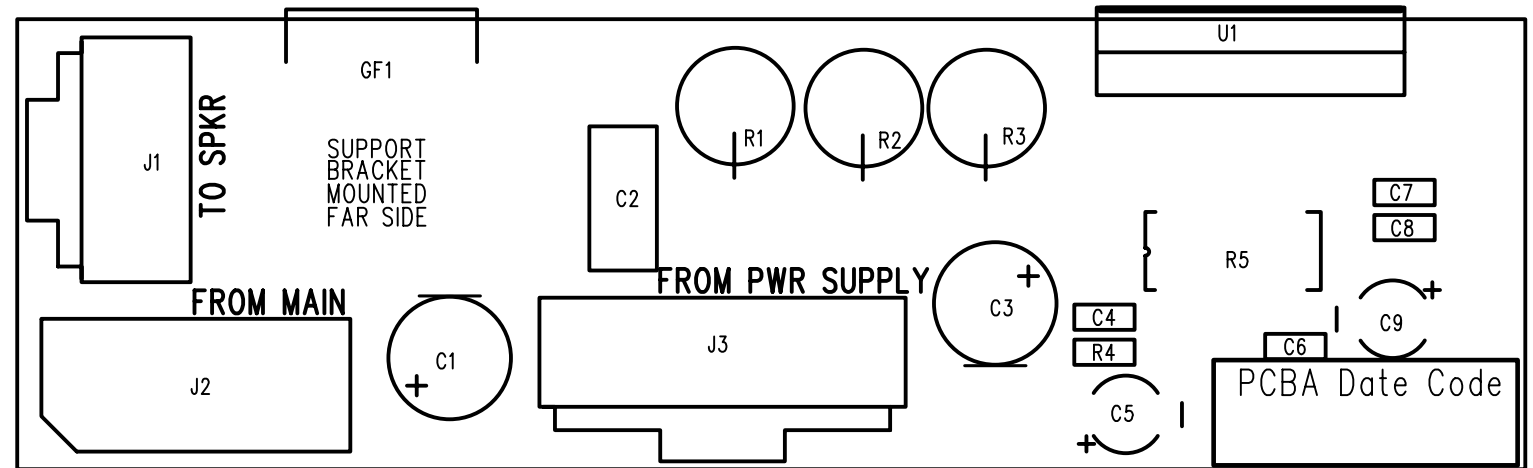 U1
GF1
J1
TO SPKR
SUPPORT
BRACKET
MOUNTED
FAR SIDE
R1
R2
R3
C2
C7
C8
R5
FROM PWR SUPPLY
+
FROM MAIN
C3
+
C4
C9
J3
R4
C6
C1
+
J2
PCBA Date Code
C5
+